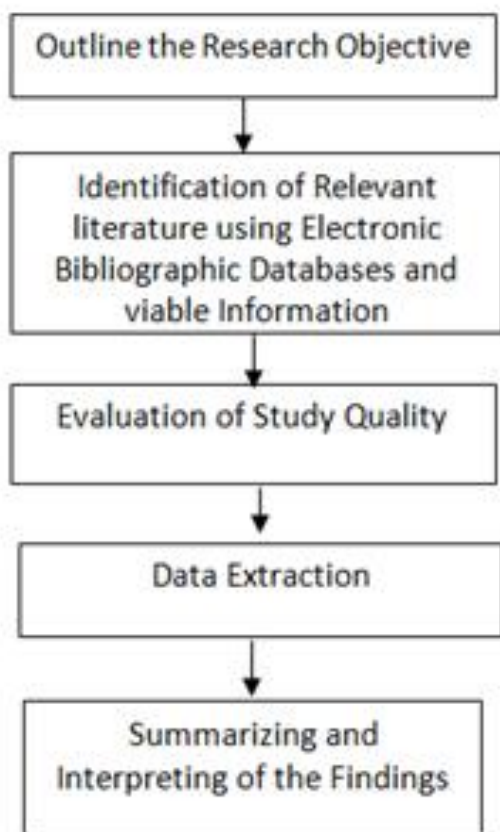 Outline the Research Objective
Identification of Relevant
literature using Electronic
Bibliographic Databases and
viable Information
Evaluation of Study Quality
Data Extraction
Summarizing and
Interpreting of the Findings